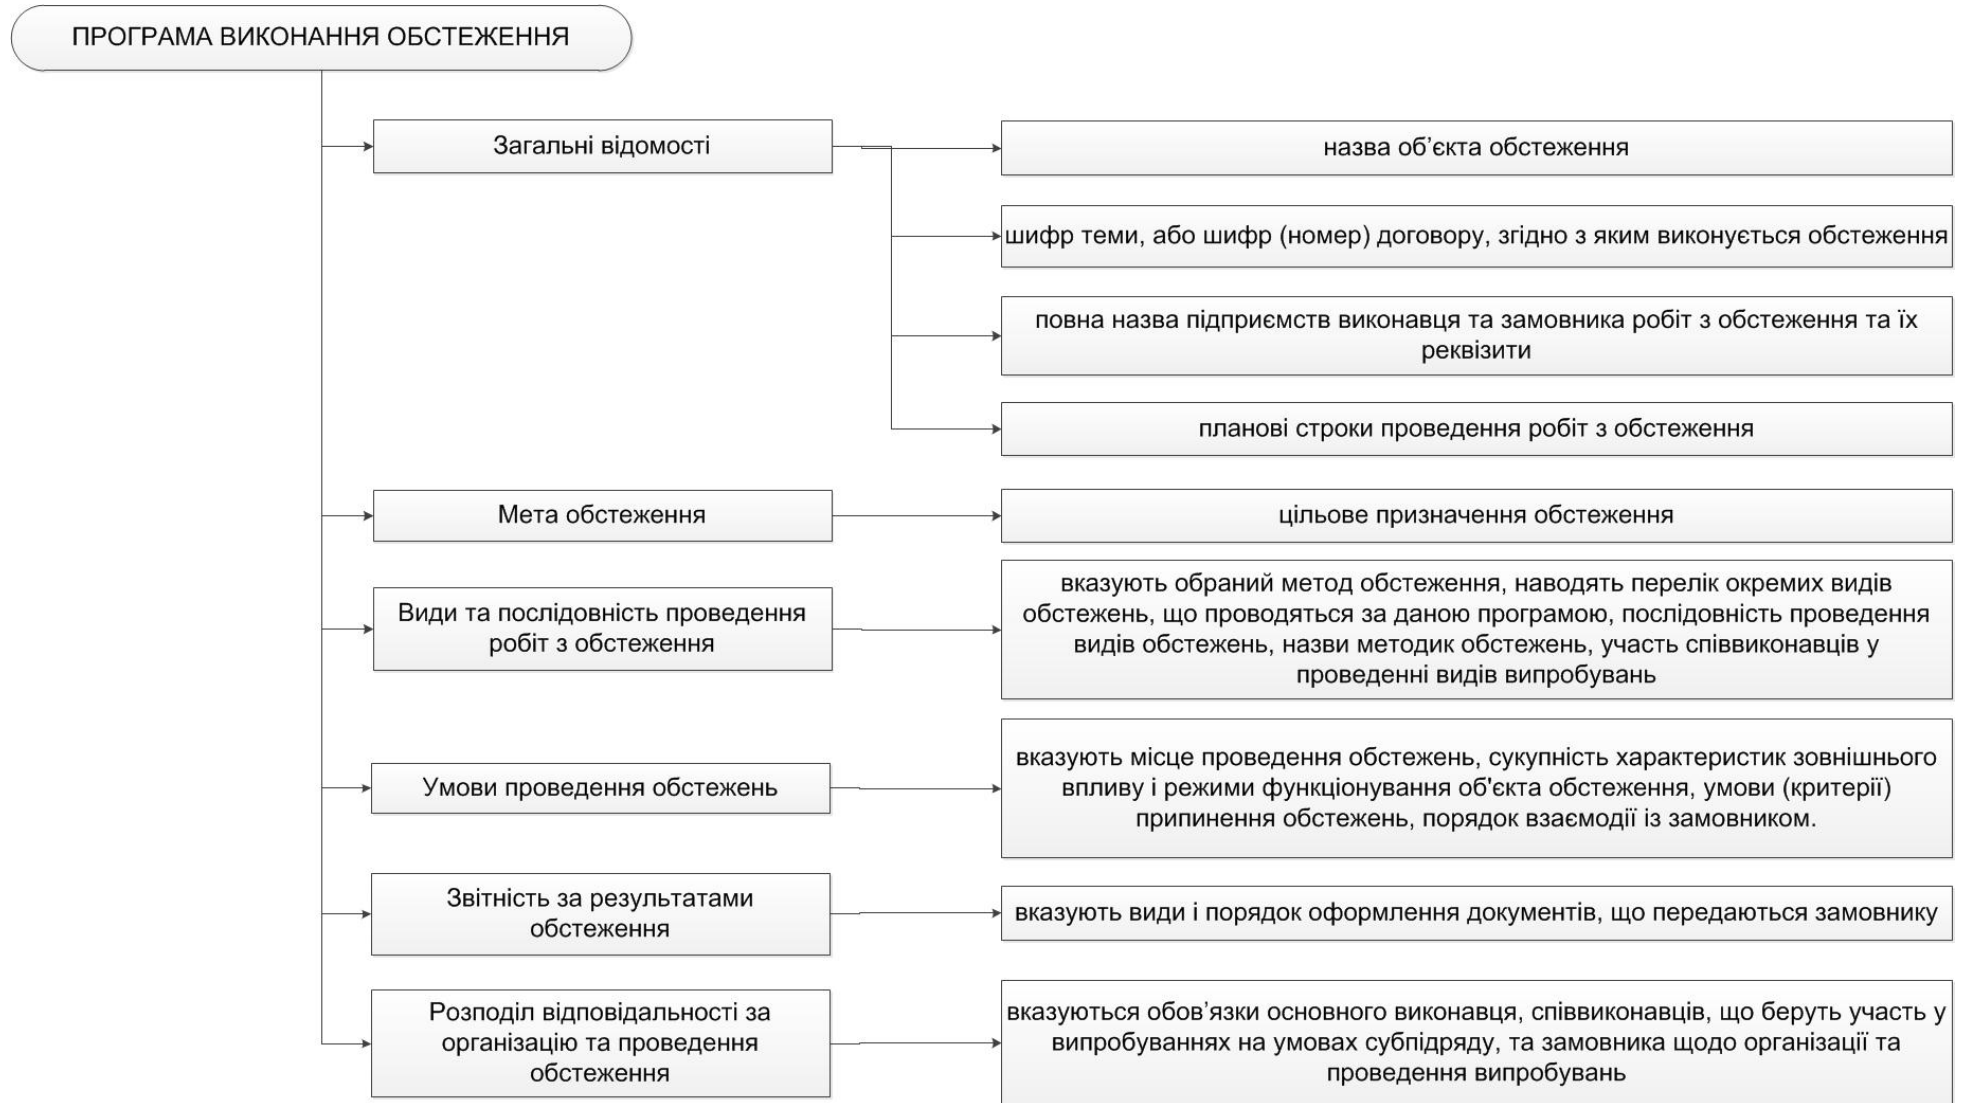 ПРОГРАМА ВИКОНАННЯ ОБСТЕЖЕННЯ
Загальні відомості
назва об’єкта обстеження
шифр теми, або шифр (номер) договору, згідно з яким виконується обстеження
повна назва підприємств виконавця та замовника робіт з обстеження та їх
реквізити
планові строки проведення робіт з обстеження
Мета обстеження
цільове призначення обстеження
Види та послідовність проведення
робіт з обстеження
вказують обраний метод обстеження, наводять перелік окремих видів
обстежень, що проводяться за даною програмою, послідовність проведення
видів обстежень, назви методик обстежень, участь співвиконавців у
проведенні видів випробувань
Умови проведення обстежень
вказують місце проведення обстежень, сукупність характеристик зовнішнього
впливу і режими функціонування об'єкта обстеження, умови (критерії)
припинення обстежень, порядок взаємодії із замовником.
Звітність за результатами
обстеження
вказують види і порядок оформлення документів, що передаються замовнику
Розподіл відповідальності за
організацію та проведення
обстеження
вказуються обов’язки основного виконавця, співвиконавців, що беруть участь у
випробуваннях на умовах субпідряду, та замовника щодо організації та
проведення випробувань